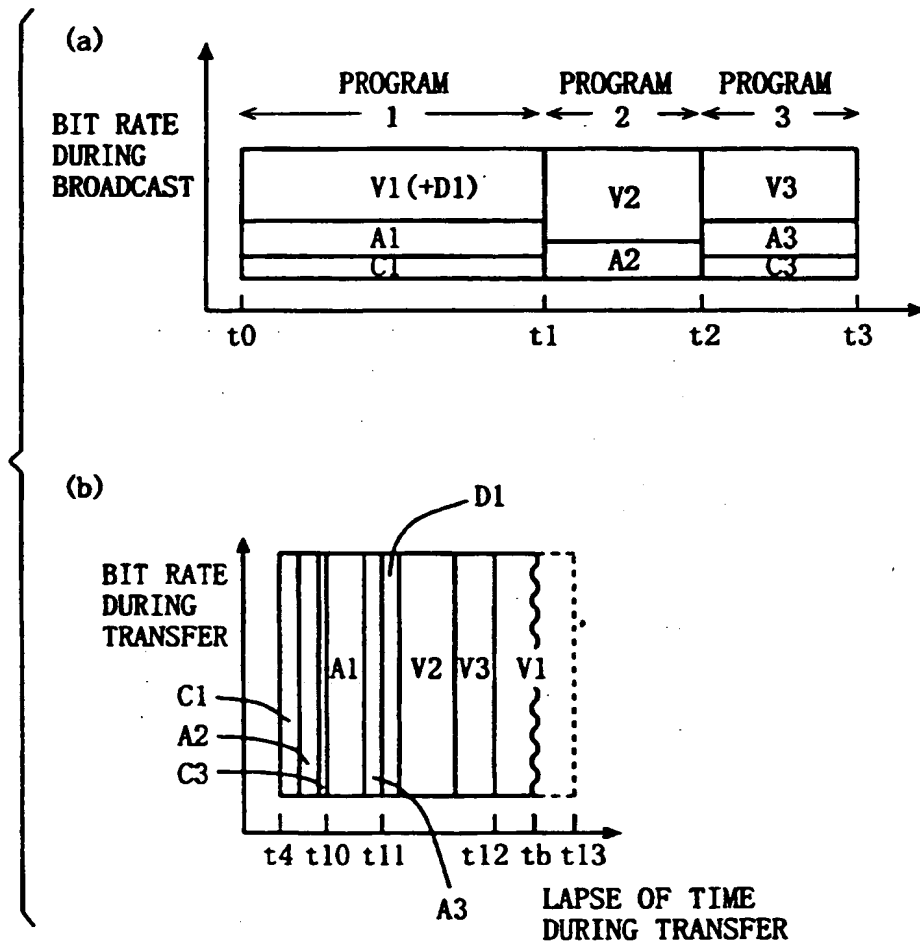 (a)
PROGRAM 1
PROGRAM 2
PROGRAM 3
BIT RATE
DURING
BROADCAST
V1(+D1)
V2
V3
A1
A2
A3
C1
C3
t0
t1
t2
t3
(b)
D1
BIT RATE
DURING
TRANSFER
A1
V2
V3
V1
C1
A2
C3
t4
t10
t11
t12
tb
t13
A3
LAPSE OF TIME
DURING TRANSFER